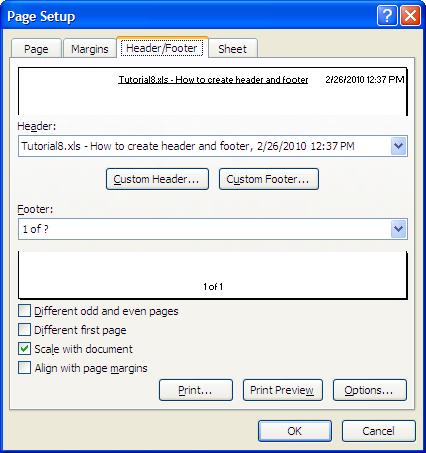 Page Setup
Page Margins Header/Footer Sheet
Tutorial8.xls - How to create header and footer 2/26/2010 12:37 PM
Header:
Tutorial8.xls - How to create header and footer, 2/26/2010 12:37 PM
Custom Header... Custom Footer...
Footer:
1 of ?
1 of 1
Different odd and even pages
Different first page
Scale with document
Align with page margins
Print... Print Preview Options...
OK Cancel